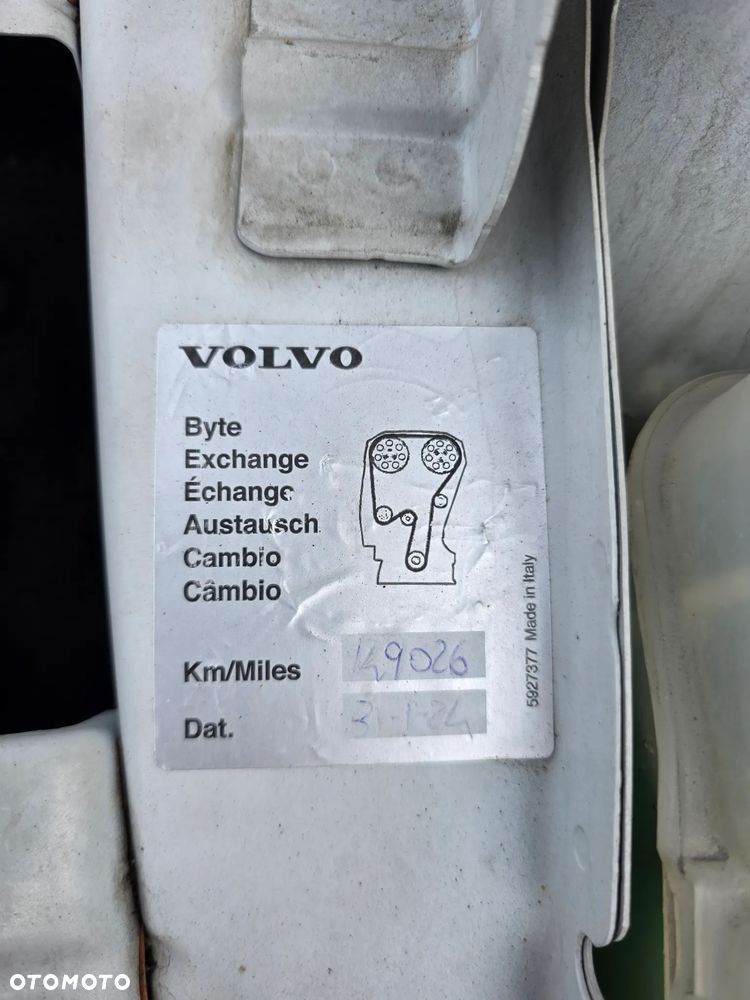 VOLVO
Byte
Exchange
Échange
Austausch
Cambio
Câmbio
Km/Miles 149026
Dat. 31-1-24
5927377 Made in Italy
OTOMOTO